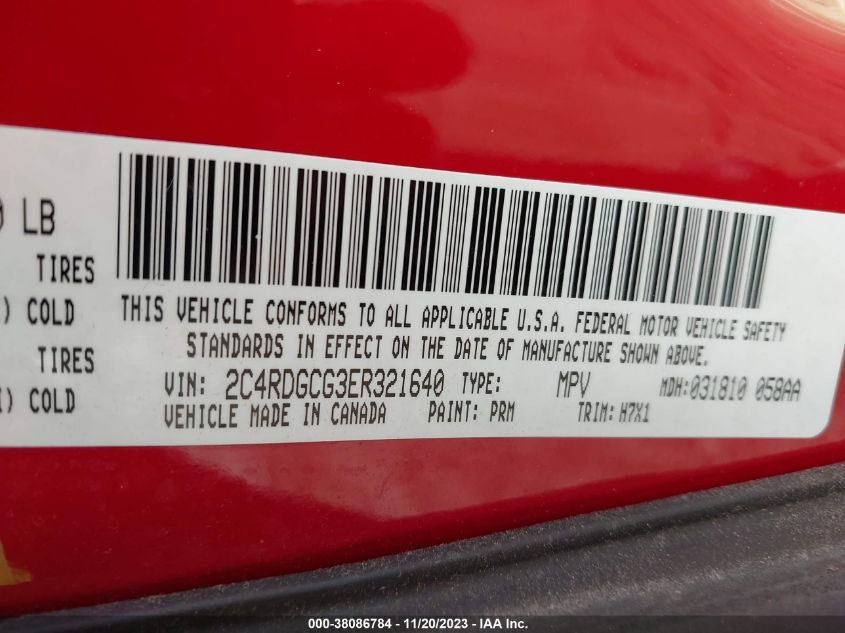 LB
TIRES
) COLD
TIRES
) COLD
THIS VEHICLE CONFORMS TO ALL APPLICABLE U.S.A. FEDERAL MOTOR VEHICLE SAFETY
STANDARDS IN EFFECT ON THE DATE OF MANUFACTURE SHOWN ABOVE.
VIN: 2C4RDGCG3ER321640 TYPE: MPV MDH:031810 058AA
VEHICLE MADE IN CANADA PAINT: PRM TRIM: H7X1
000-38086784 - 11/20/2023 - IAA Inc.